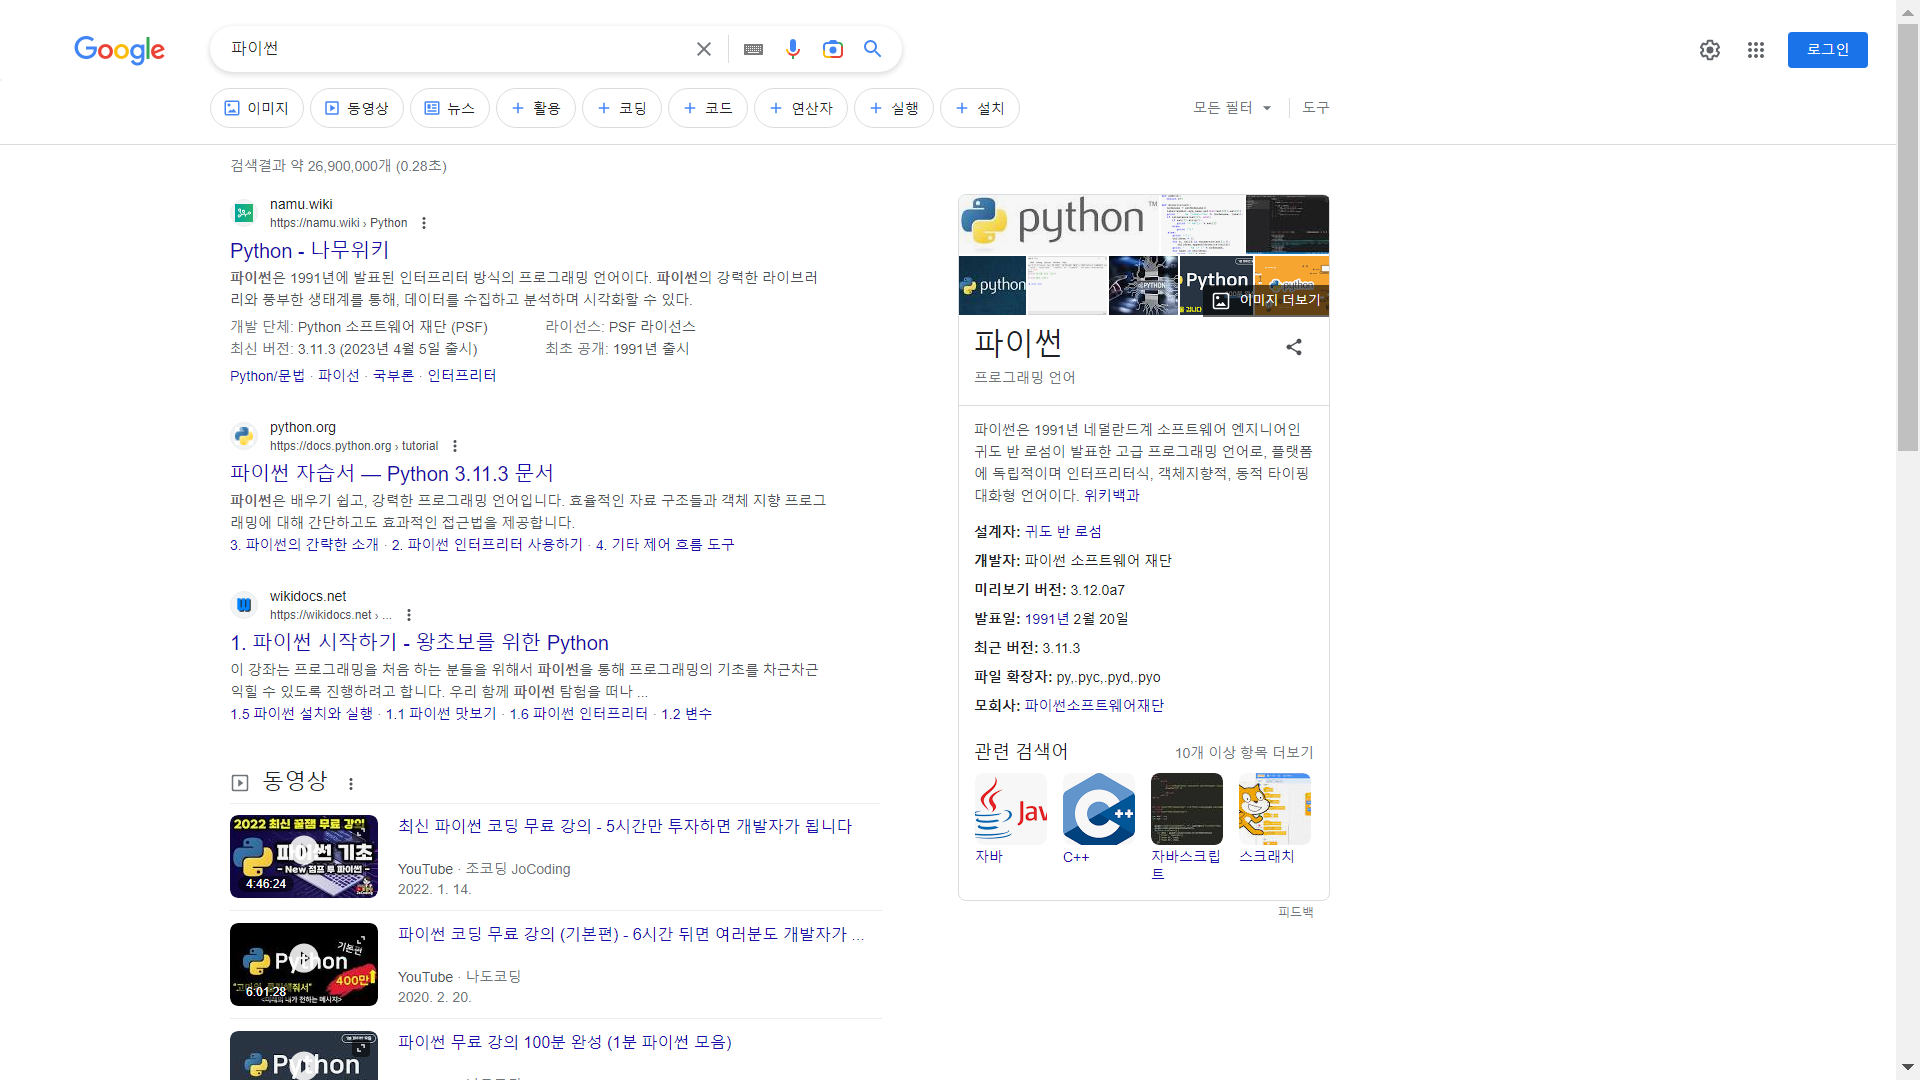 Google
파이썬
로그인
이미지
동영상
뉴스
활용
코딩
코드
연산자
실행
설치
모든 필터
도구
검색결과 약 26,900,000개 (0.28초)
namu.wiki
https://namu.wiki › Python
Python - 나무위키
파이썬은 1991년에 발표된 인터프리터 방식의 프로그래밍 언어이다. 파이썬의 강력한 라이브러
리와 풍부한 생태계를 통해, 데이터를 수집하고 분석하며 시각화할 수 있다.
개발 단체: Python 소프트웨어 재단 (PSF)
라이선스: PSF 라이선스
최신 버전: 3.11.3 (2023년 4월 5일 출시)
최초 공개: 1991년 출시
Python/문법 · 파이선 · 국부론 · 인터프리터
python.org
https://docs.python.org › tutorial
파이썬 자습서 — Python 3.11.3 문서
파이썬은 배우기 쉽고, 강력한 프로그래밍 언어입니다. 효율적인 자료 구조들과 객체 지향 프로그
래밍에 대해 간단하고도 효과적인 접근법을 제공합니다.
3. 파이썬의 간략한 소개 · 2. 파이썬 인터프리터 사용하기 · 4. 기타 제어 흐름 도구
wikidocs.net
https://wikidocs.net › ...
1. 파이썬 시작하기 - 왕초보를 위한 Python
이 강좌는 프로그래밍을 처음 하는 분들을 위해서 파이썬을 통해 프로그래밍의 기초를 차근차근
익힐 수 있도록 진행하려고 합니다. 우리 함께 파이썬 탐험을 떠나 ...
1.5 파이썬 설치와 실행 · 1.1 파이썬 맛보기 · 1.6 파이썬 인터프리터 · 1.2 변수
동영상
2022 최신 꿀잼 무료 강의
파이썬 기초
- New 점프 투 파이썬 -
4:46:24
최신 파이썬 코딩 무료 강의 - 5시간만 투자하면 개발자가 됩니다
YouTube · 조코딩 JoCoding
2022. 1. 14.
기본편
Python
400만
6:01:28
파이썬 코딩 무료 강의 (기본편) - 6시간 뒤면 여러분도 개발자가 ...
YouTube · 나도코딩
2020. 2. 20.
Python
파이썬 무료 강의 100분 완성 (1분 파이썬 모음)
python™
python
PYTHON
Python
python
이미지 더보기
파이썬
프로그래밍 언어
파이썬은 1991년 네덜란드계 소프트웨어 엔지니어인
귀도 반 로섬이 발표한 고급 프로그래밍 언어로, 플랫폼
에 독립적이며 인터프리터식, 객체지향적, 동적 타이핑
대화형 언어이다. 위키백과
설계자: 귀도 반 로섬
개발자: 파이썬 소프트웨어 재단
미리보기 버전: 3.12.0a7
발표일: 1991년 2월 20일
최근 버전: 3.11.3
파일 확장자: py,.pyc,.pyd,.pyo
모회사: 파이썬소프트웨어재단
관련 검색어
10개 이상 항목 더보기
Jav
C++
자바
C++
자바스크립
트
스크래치
피드백